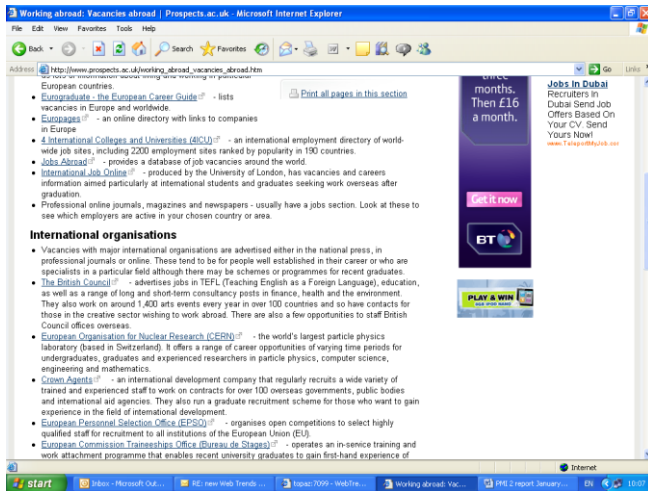 Working abroad: Vacancies abroad | Prospects.ac.uk - Microsoft Internet Explorer
File Edit View Favorites Tools Help
Back Search Favorites
Address http://www.prospects.ac.uk/working_abroad_vacancies_abroad.htm Go Links
European countries.
Eurograduate - the European Career Guide - lists
vacancies in Europe and worldwide.
Europages - an online directory with links to companies
in Europe
4 International Colleges and Universities (4ICU) - an international employment directory of world-
wide job sites, including 2200 employment sites ranked by popularity in 190 countries.
Jobs Abroad - provides a database of job vacancies around the world.
International Job Online - produced by the University of London, has vacancies and careers
information aimed particularly at international students and graduates seeking work overseas after
graduation.
Professional online journals, magazines and newspapers - usually have a jobs section. Look at these to
see which employers are active in your chosen country or area.
Print all pages in this section
three
months.
Then £16
a month.
Get it now
BT
Jobs In Dubai
Recruiters In
Dubai Send Job
Offers Based On
Your CV. Send
Yours Now!
PLAY & WIN
International organisations
Vacancies with major international organisations are advertised either in the national press, in
professional journals or online. These tend to be for people well established in their career or who are
specialists in a particular field although there may be schemes or programmes for recent graduates.
The British Council - advertises jobs in TEFL (Teaching English as a Foreign Language), education,
as well as a range of long and short-term consultancy posts in finance, health and the environment.
They also work on around 1,400 arts events every year in over 100 countries and so have contacts for
those in the creative sector wishing to work abroad. There are also a few opportunities to staff British
Council offices overseas.
European Organisation for Nuclear Research (CERN) - the world's largest particle physics
laboratory (based in Switzerland). It offers a range of career opportunities of varying time periods for
undergraduates, graduates and experienced researchers in particle physics, computer science,
engineering and mathematics.
Crown Agents - an international development company that regularly recruits a wide variety of
trained and experienced staff to work on contracts for over 100 overseas governments, public bodies
and international aid agencies. They also run a graduate recruitment scheme for those who want to gain
experience in the field of international development.
European Personnel Selection Office (EPSO) - organises open competitions to select highly
qualified staff for recruitment to all institutions of the European Union (EU).
European Commission Traineeships Office (Bureau de Stages) - operates an in-service training and
work attachment programme that enables recent university graduates to gain first-hand experience of
Internet
start Inbox - Microsoft Out... RE: new Web Trends ... topaz:7099 - WebTre... Working abroad: Vac... PMI 2 report January... EN 10:07